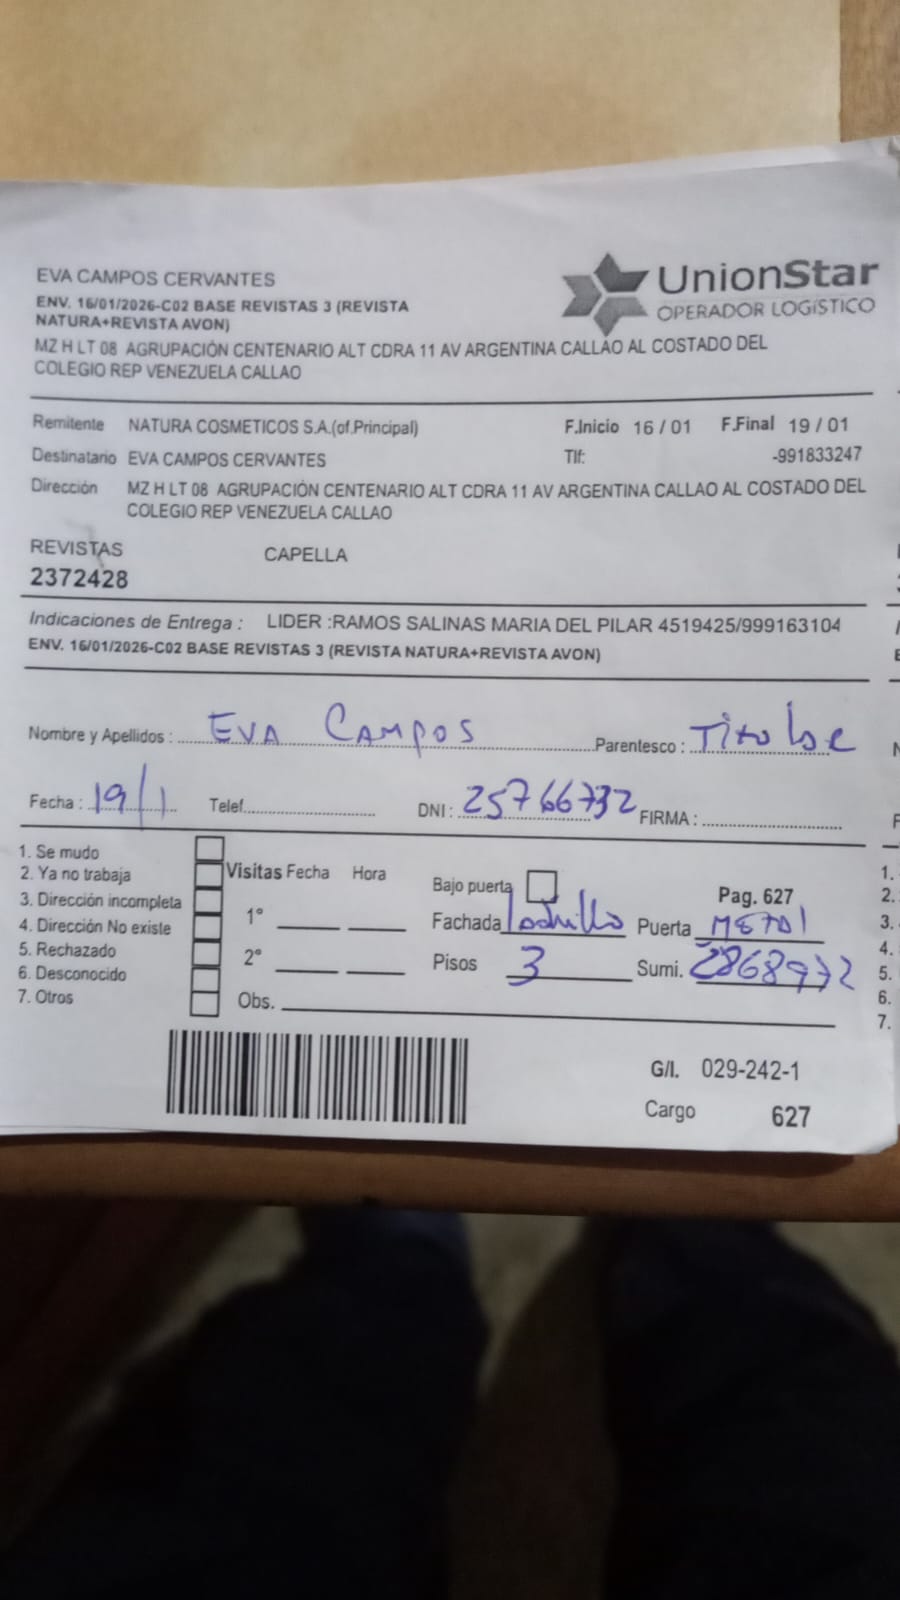 EVA CAMPOS CERVANTES
ENV. 16/01/2026-C02 BASE REVISTAS 3 (REVISTA
NATURA+REVISTA AVON)
UnionStar
OPERADOR LOGÍSTICO
MZ H LT 08 AGRUPACIÓN CENTENARIO ALT CDRA 11 AV ARGENTINA CALLAO AL COSTADO DEL
COLEGIO REP VENEZUELA CALLAO
Remitente NATURA COSMETICOS S.A.(of.Principal) F.Inicio 16 / 01 F.Final 19 / 01
Destinatario EVA CAMPOS CERVANTES Tlf: -991833247
Dirección MZ H LT 08 AGRUPACIÓN CENTENARIO ALT CDRA 11 AV ARGENTINA CALLAO AL COSTADO DEL
COLEGIO REP VENEZUELA CALLAO
REVISTAS CAPELLA
2372428
Indicaciones de Entrega : LIDER :RAMOS SALINAS MARIA DEL PILAR 4519425/999163104
ENV. 16/01/2026-C02 BASE REVISTAS 3 (REVISTA NATURA+REVISTA AVON)
Nombre y Apellidos : EVA CAMPOS Parentesco :
Fecha : 19/1 Telef. DNI : 25766732 FIRMA :
1. Se mudo
2. Ya no trabaja
3. Dirección incompleta
4. Dirección No existe
5. Rechazado
6. Desconocido
7. Otros
Visitas Fecha Hora
1°
2°
Obs.
Bajo puerta Pag. 627
Fachada ladrillo Puerta METAl
Pisos 3 Sumi. 2868972
G/I. 029-242-1
Cargo 627
1.
2.
3.
4.
5.
6.
7.